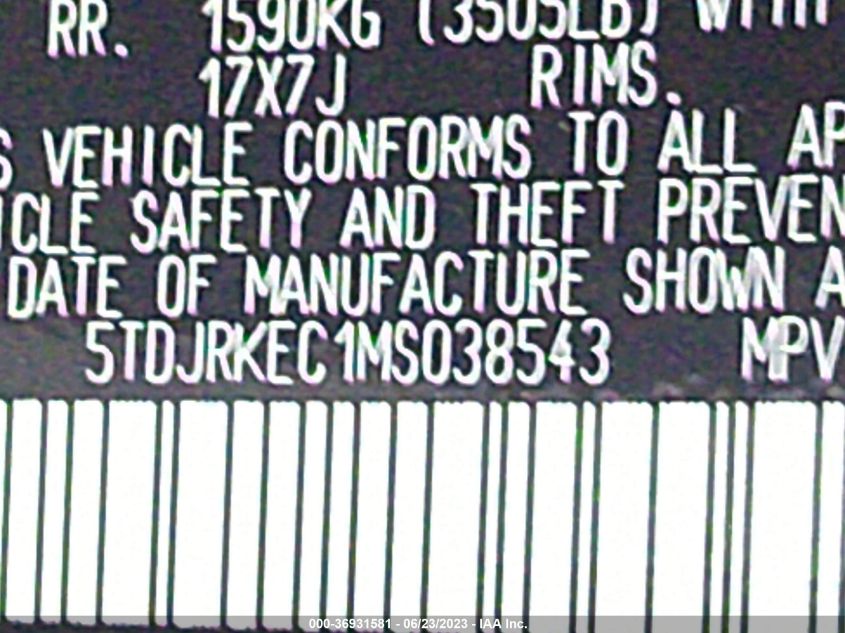 RR. 1590KG (3505LB) WITH
17X7J RIMS.
S VEHICLE CONFORMS TO ALL AP
ICLE SAFETY AND THEFT PREVEN
DATE OF MANUFACTURE SHOWN A
5TDJRKEC1MS038543 MPV
000-36931581 - 06/23/2023 - IAA Inc.